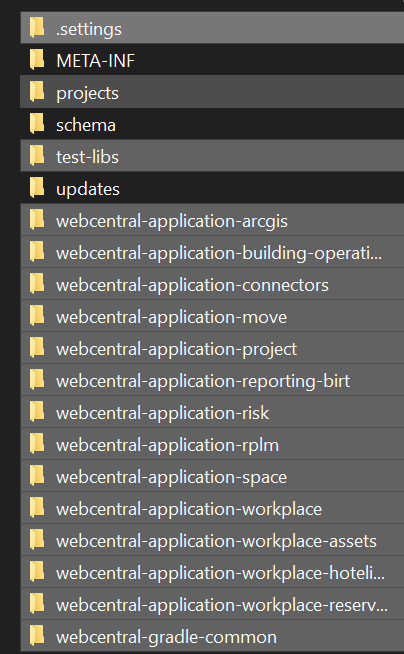 .settings
META-INF
projects
schema
test-libs
updates
webcentral-application-arcgis
webcentral-application-building-operati...
webcentral-application-connectors
webcentral-application-move
webcentral-application-project
webcentral-application-reporting-birt
webcentral-application-risk
webcentral-application-rplm
webcentral-application-space
webcentral-application-workplace
webcentral-application-workplace-assets
webcentral-application-workplace-hoteli...
webcentral-application-workplace-reserv...
webcentral-gradle-common